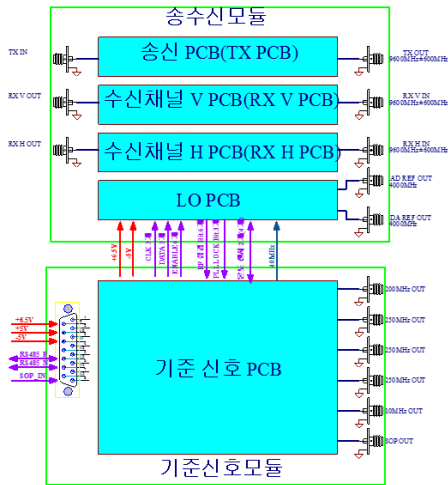 송수신모듈
TX IN
송신 PCB(TX PCB)
TX OUT
9600MHz±600MHz
RX V OUT
수신채널 V PCB(RX V PCB)
RX V IN
9600MHz±600MHz
RX H OUT
수신채널 H PCB(RX H PCB)
RX H IN
9600MHz±600MHz
LO PCB
AD REF OUT
4000MHz
DA REF OUT
4000MHz
+6.5V
-5V
CLK
DATA
ENABLE
LOCK
10MHz
기준 신호 PCB
200MHz OUT
250MHz OUT
250MHz OUT
250MHz OUT
10MHz OUT
SOP OUT
+6.5V
+5V
-5V
RS485_P
RS485_N
SOP_IN
기준신호모듈